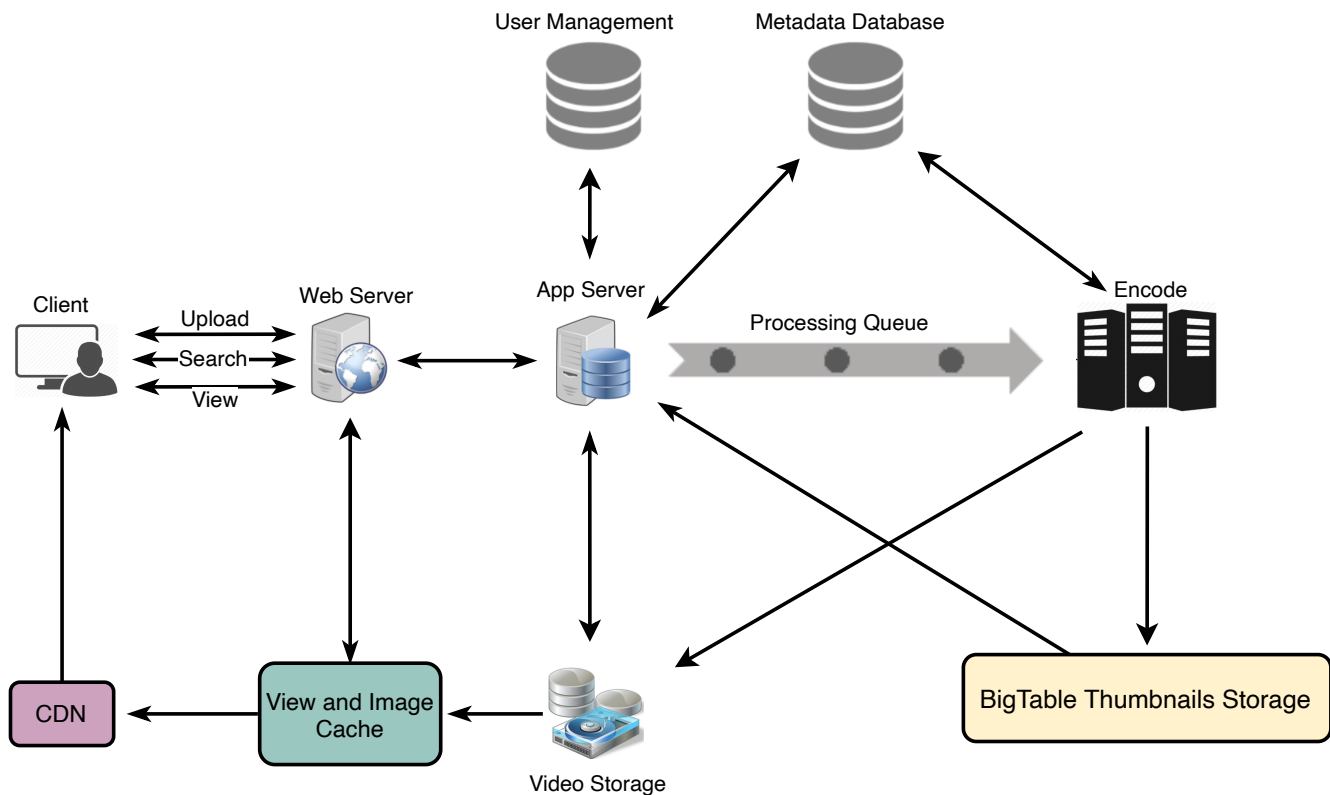 User Management
Metadata Database
Client
Web Server
App Server
Encode
Upload
Search
View
Processing Queue
CDN
View and Image
Cache
BigTable Thumbnails Storage
Video Storage